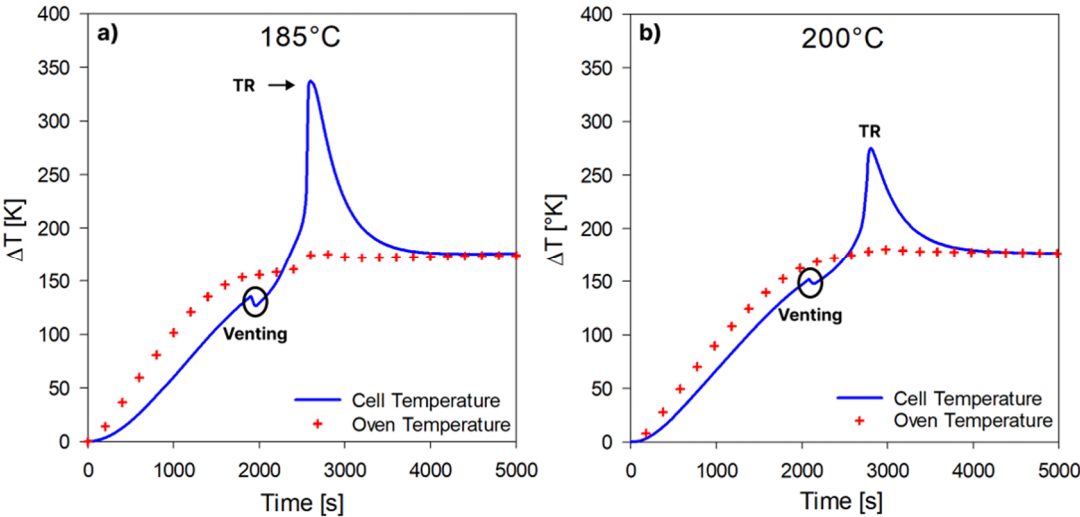 a)
185°C
400
350
300
250
200
150
100
50
0
ΔT [K]
TR
Venting
Cell Temperature
Oven Temperature
0 1000 2000 3000 4000 5000
Time [s]
b)
200°C
400
350
300
250
200
150
100
50
0
ΔT [°K]
TR
Venting
Cell Temperature
Oven Temperature
0 1000 2000 3000 4000 5000
Time [s]